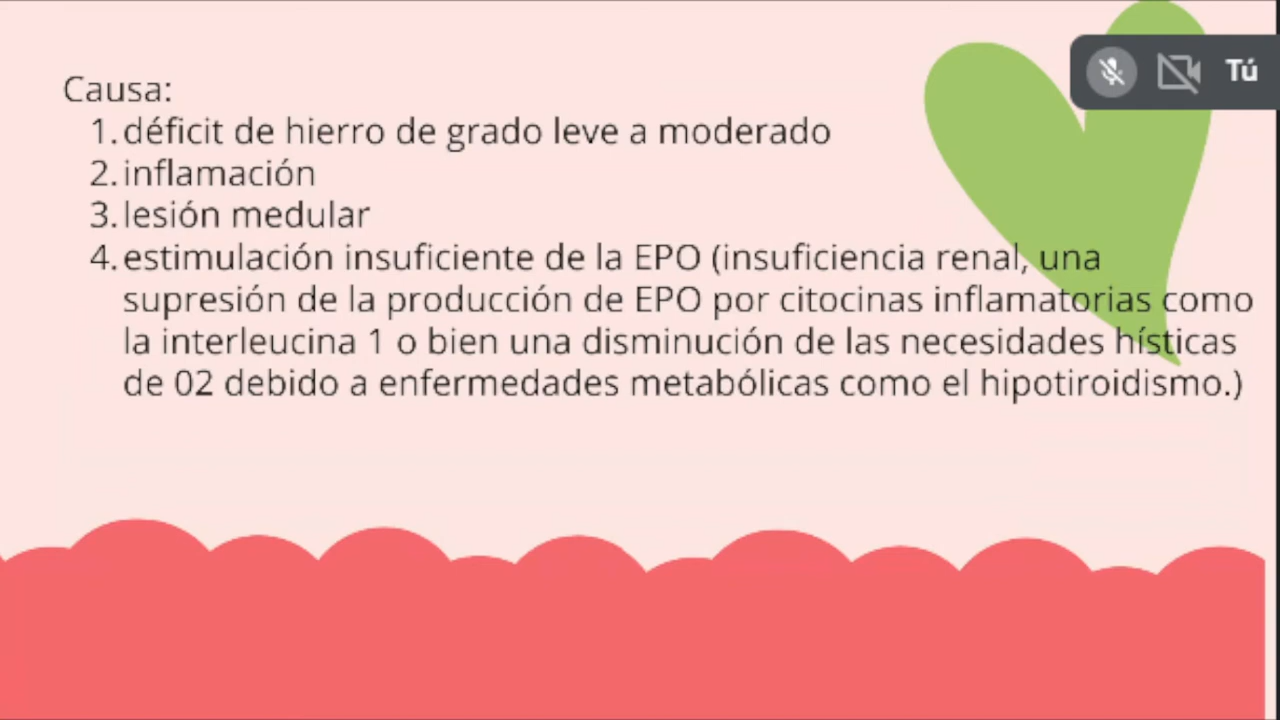 Tú
Causa:
1. déficit de hierro de grado leve a moderado
2. inflamación
3. lesión medular
4. estimulación insuficiente de la EPO (insuficiencia renal, una
supresión de la producción de EPO por citocinas inflamatorias como
la interleucina 1 o bien una disminución de las necesidades hísticas
de 02 debido a enfermedades metabólicas como el hipotiroidismo.)